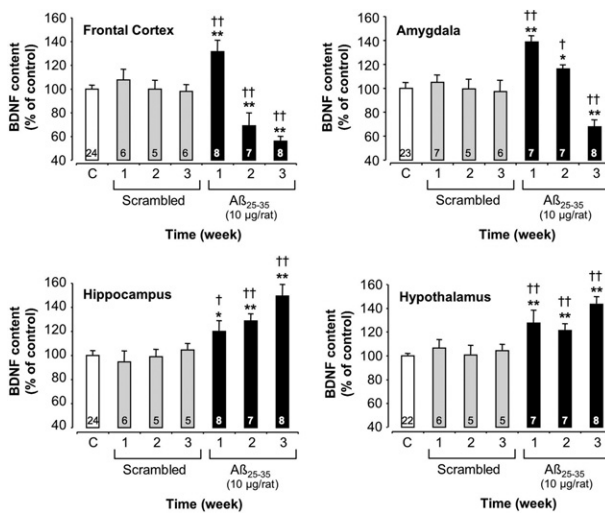 Frontal Cortex
BDNF content
(% of control)
160
140
120
100
80
60
40
†† ** †† ** †† **
24 6 5 6 8 7 8
C 1 2 3 1 2 3
Scrambled Aß25-35
(10 µg/rat)
Time (week)
Amygdala
BDNF content
(% of control)
160
140
120
100
80
60
40
†† ** † * †† **
23 7 5 6 7 7 8
C 1 2 3 1 2 3
Scrambled Aß25-35
(10 µg/rat)
Time (week)
Hippocampus
BDNF content
(% of control)
160
140
120
100
80
60
40
† * †† ** †† **
24 6 5 5 8 7 8
C 1 2 3 1 2 3
Scrambled Aß25-35
(10 µg/rat)
Time (week)
Hypothalamus
BDNF content
(% of control)
160
140
120
100
80
60
40
†† ** †† ** †† **
22 6 5 5 7 7 8
C 1 2 3 1 2 3
Scrambled Aß25-35
(10 µg/rat)
Time (week)